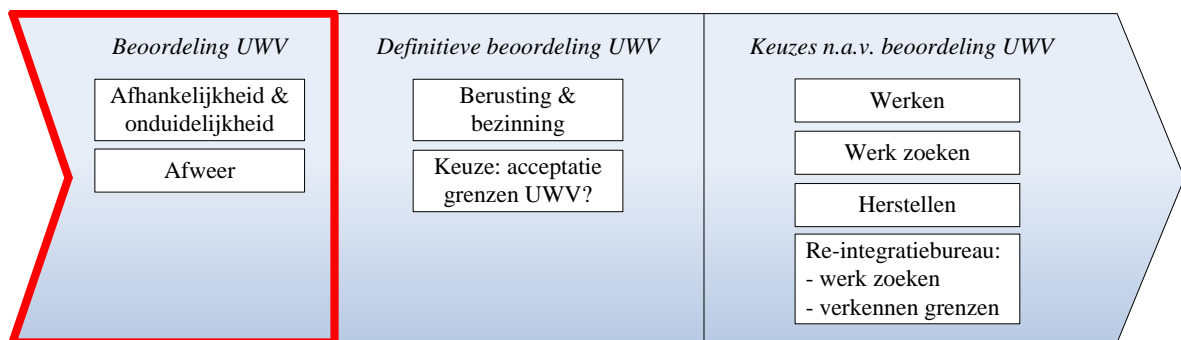 Beoordeling UWV
Afhankelijkheid &
onduidelijkheid
Afweer
Definitieve beoordeling UWV
Berusting &
bezinning
Keuze: acceptatie
grenzen UWV?
Keuzes n.a.v. beoordeling UWV
Werken
Werk zoeken
Herstellen
Re-integratiebureau:
- werk zoeken
- verkennen grenzen